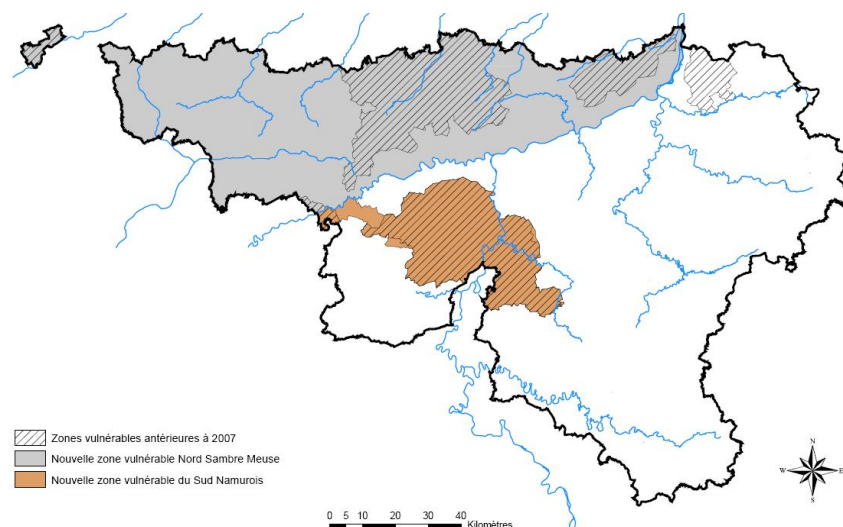 Zones vulnérables antérieures à 2007
Nouvelle zone vulnérable Nord Sambre Meuse
Nouvelle zone vulnérable du Sud Namurois
0 5 10 20 30 40
Kilomètres
N
W E
S